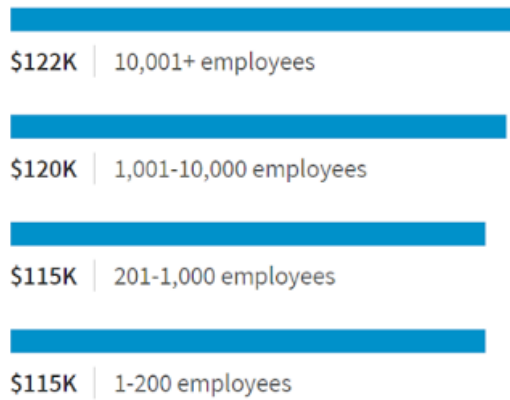 $122K 10,001+ employees
$120K 1,001-10,000 employees
$115K 201-1,000 employees
$115K 1-200 employees